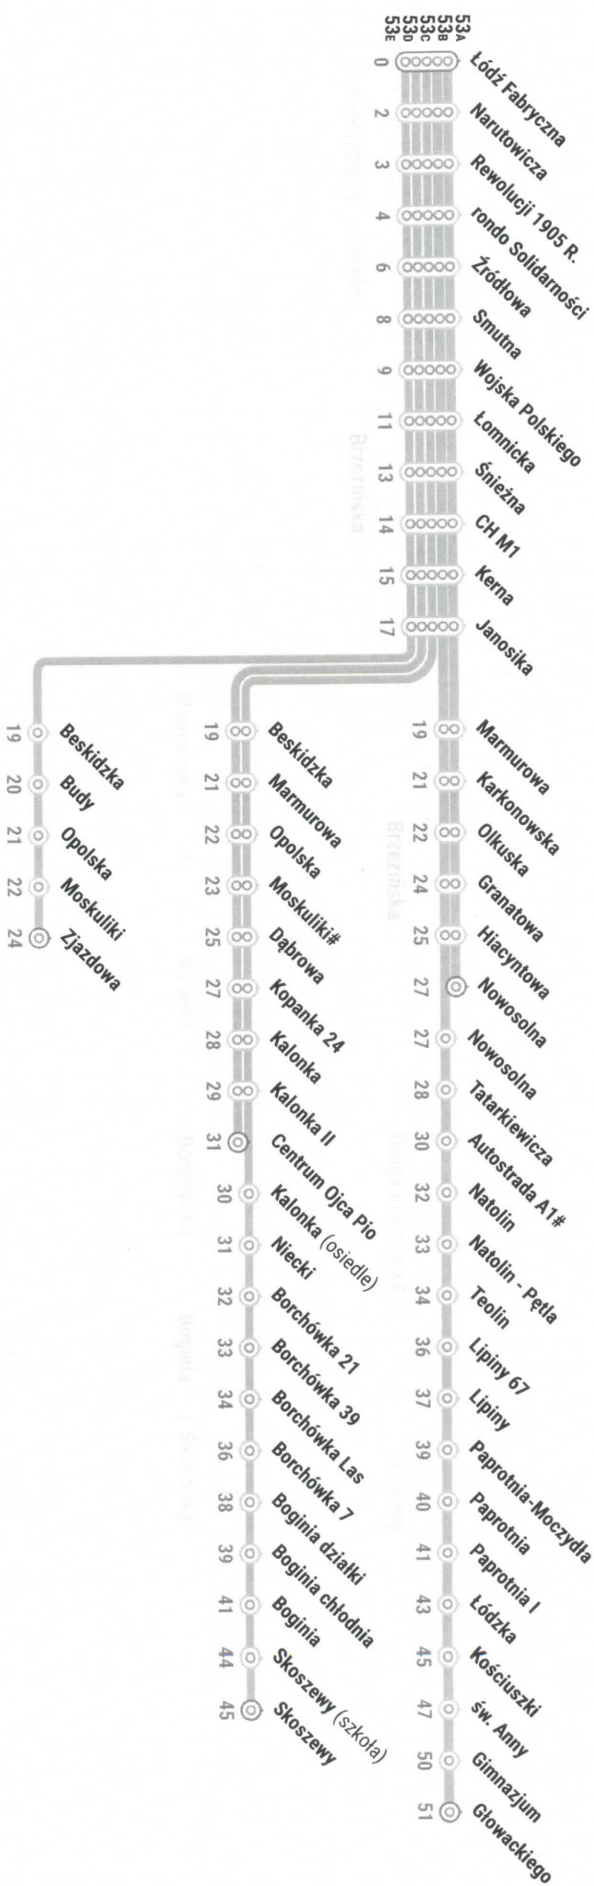 53A
53B
53C
53D
53E
0 Łódź Fabryczna
2 Narutowicza
3 Rewolucji 1905 R.
4 rondo Solidarności
6 Źródłowa
8 Smutna
9 Wojska Polskiego
11 Łomnicka
13 Śnieżna
14 CH M1
15 Kerna
17 Janosika
19 Marmurowa
21 Karkonowska
22 Olkuska
24 Granatowa
25 Hiacyntowa
27 Nowosolna
27 Nowosolna
28 Tatarkiewicza
30 Autostrada A1#
32 Natolin
33 Natolin - Pętla
34 Teolin
36 Lipiny 67
37 Lipiny
39 Paprotnia-Moczydła
40 Paprotnia
41 Paprotnia I
43 Łódzka
45 Kościuszki
47 św. Anny
50 Gimnazjum
51 Głowackiego
19 Beskidzka
21 Marmurowa
22 Opolska
23 Moskuliki#
25 Dąbrowa
27 Kopanka 24
28 Kalonka
29 Kalonka II
31 Centrum Ojca Pio
30 Kalonka (osiedle)
31 Niecki
32 Borchówka 21
33 Borchówka 39
34 Borchówka Las
36 Borchówka 7
38 Boginia działki
39 Boginia chłodnia
41 Boginia
44 Skoszewy (szkoła)
45 Skoszewy
19 Beskidzka
20 Budy
21 Opolska
22 Moskuliki
24 Zjazdowa
Brzezińska
Brzezińska